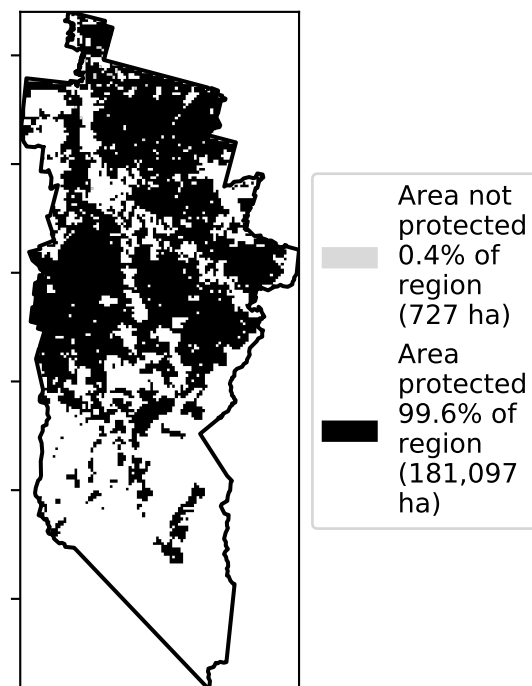 Area not
protected
0.4% of
region
(727 ha)
Area
protected
99.6% of
region
(181,097
ha)